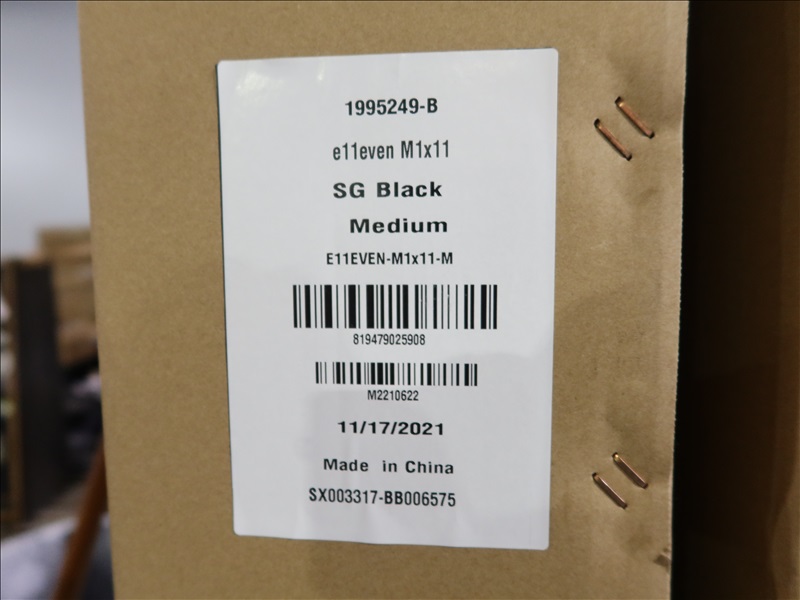 1995249-B
e11even M1x11
SG Black
Medium
E11EVEN-M1x11-M
819479025908
M2210622
11/17/2021
Made in China
SX003317-BB006575